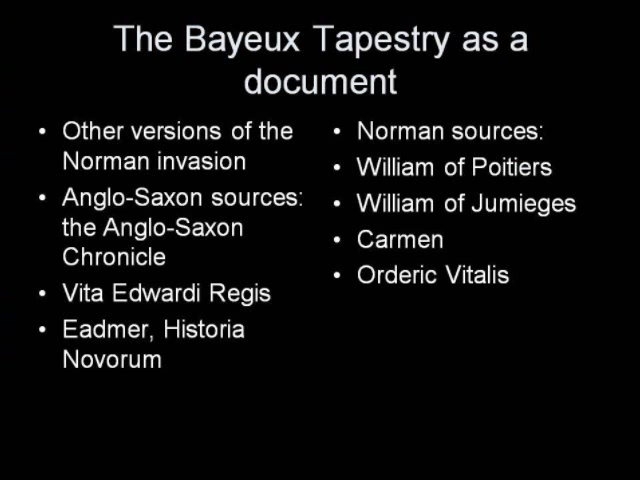 The Bayeux Tapestry as a
document
• Other versions of the
Norman invasion
• Anglo-Saxon sources:
the Anglo-Saxon
Chronicle
• Vita Edwardi Regis
• Eadmer, Historia
Novorum
• Norman sources:
• William of Poitiers
• William of Jumieges
• Carmen
• Orderic Vitalis